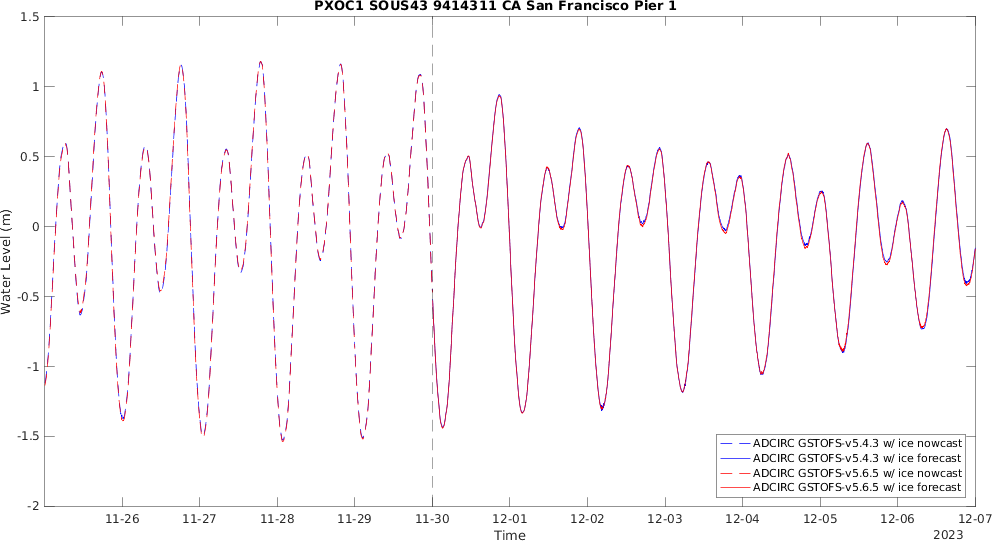 PXOC1 SOUS43 9414311 CA San Francisco Pier 1
Water Level (m)
1.5
1
0.5
0
-0.5
-1
-1.5
-2
11-26 11-27 11-28 11-29 11-30 12-01 12-02 12-03 12-04 12-05 12-06 12-07
Time
2023
ADCIRC GSTOFS-v5.4.3 w/ ice nowcast
ADCIRC GSTOFS-v5.4.3 w/ ice forecast
ADCIRC GSTOFS-v5.6.5 w/ ice nowcast
ADCIRC GSTOFS-v5.6.5 w/ ice forecast